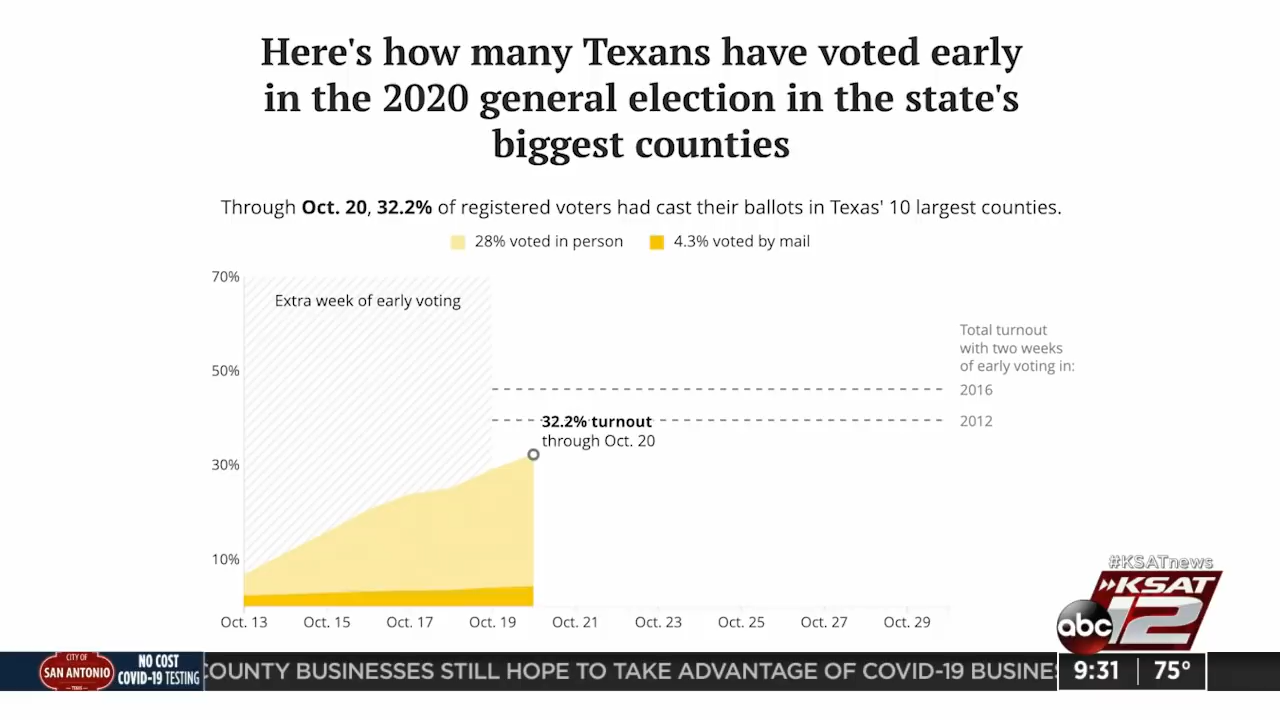 Here's how many Texans have voted early
in the 2020 general election in the state's
biggest counties
Through Oct. 20, 32.2% of registered voters had cast their ballots in Texas' 10 largest counties.
28% voted in person
4.3% voted by mail
70%
Extra week of early voting
Total turnout
with two weeks
of early voting in:
50%
2016
2012
32.2% turnout
through Oct. 20
30%
10%
Oct. 13
Oct. 15
Oct. 17
Oct. 19
Oct. 21
Oct. 23
Oct. 25
Oct. 27
Oct. 29
#KSATnews
KSAT
abc 12
CITY OF
SAN ANTONIO
TEXAS
NO COST
COVID-19 TESTING
COUNTY BUSINESSES STILL HOPE TO TAKE ADVANTAGE OF COVID-19 BUSINE
9:31
75°